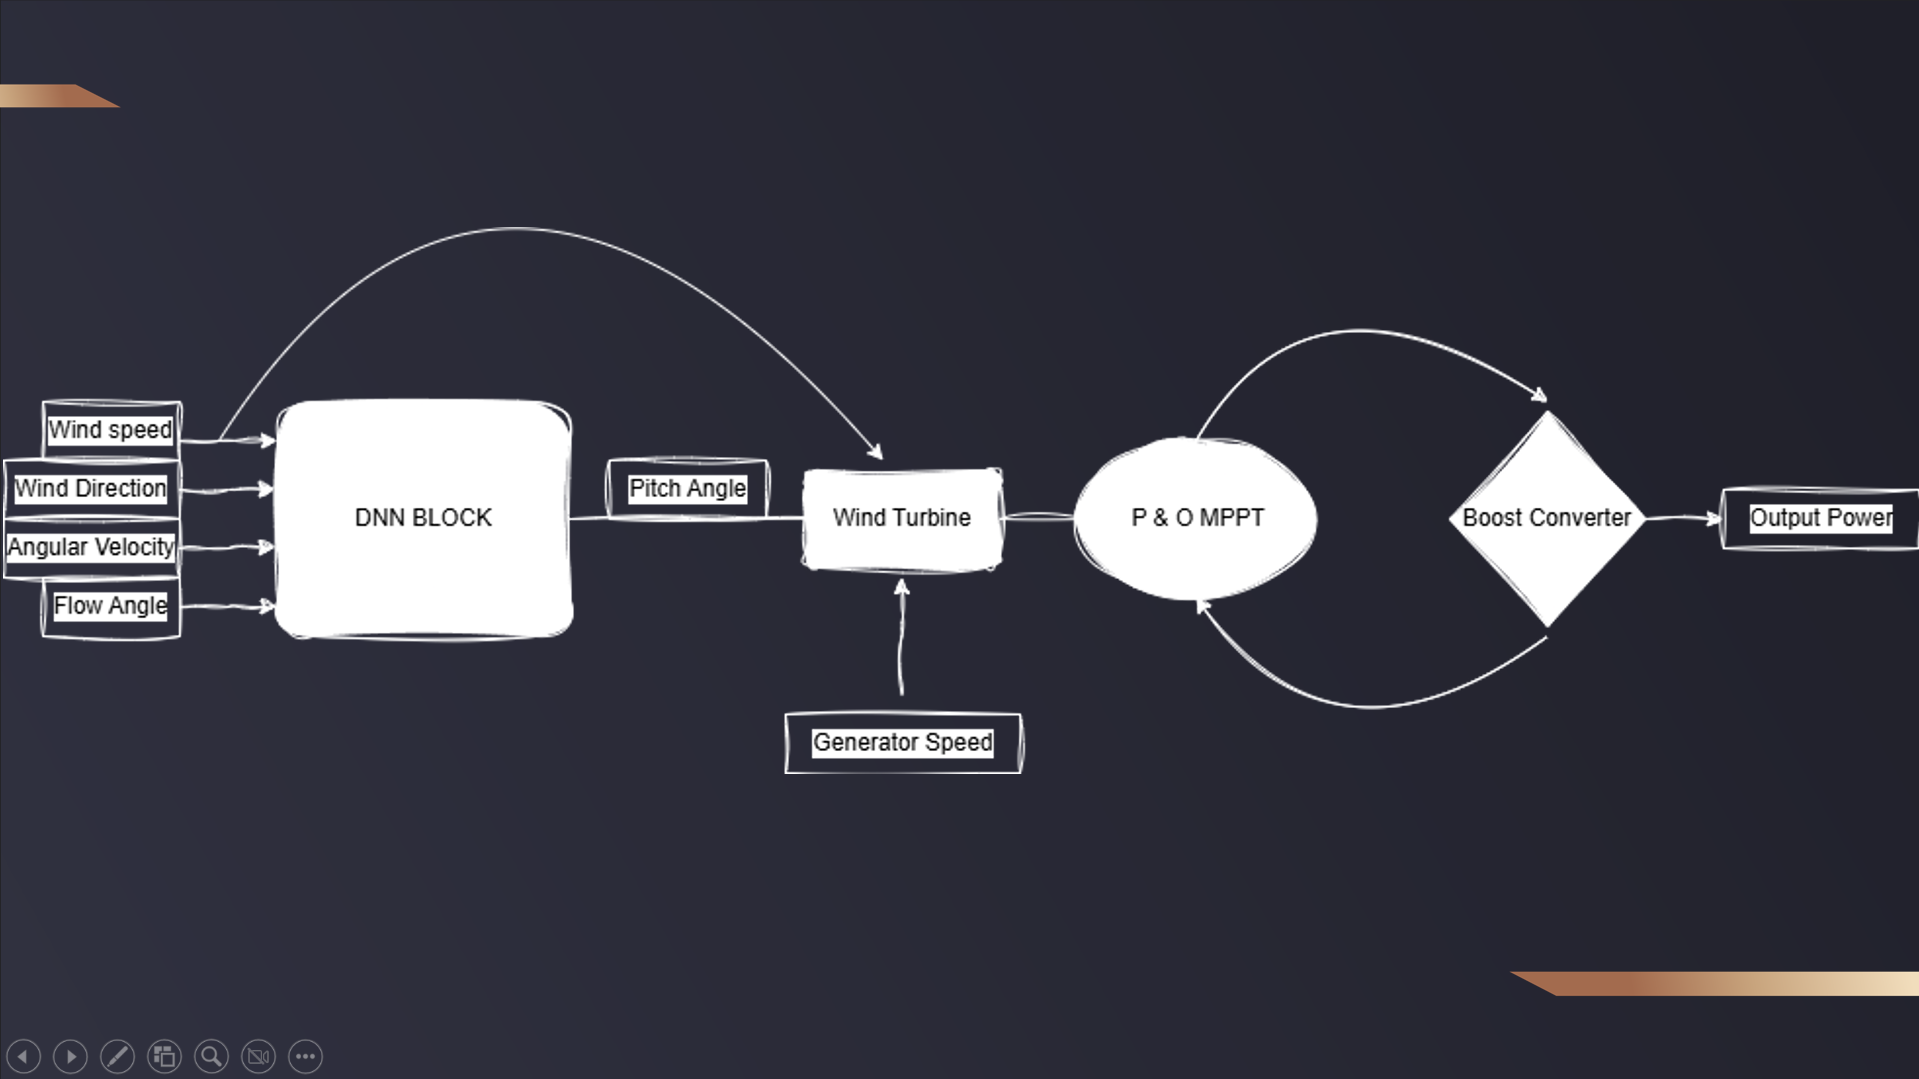 Wind speed
Wind Direction
Angular Velocity
Flow Angle
DNN BLOCK
Pitch Angle
Wind Turbine
Generator Speed
P & O MPPT
Boost Converter
Output Power